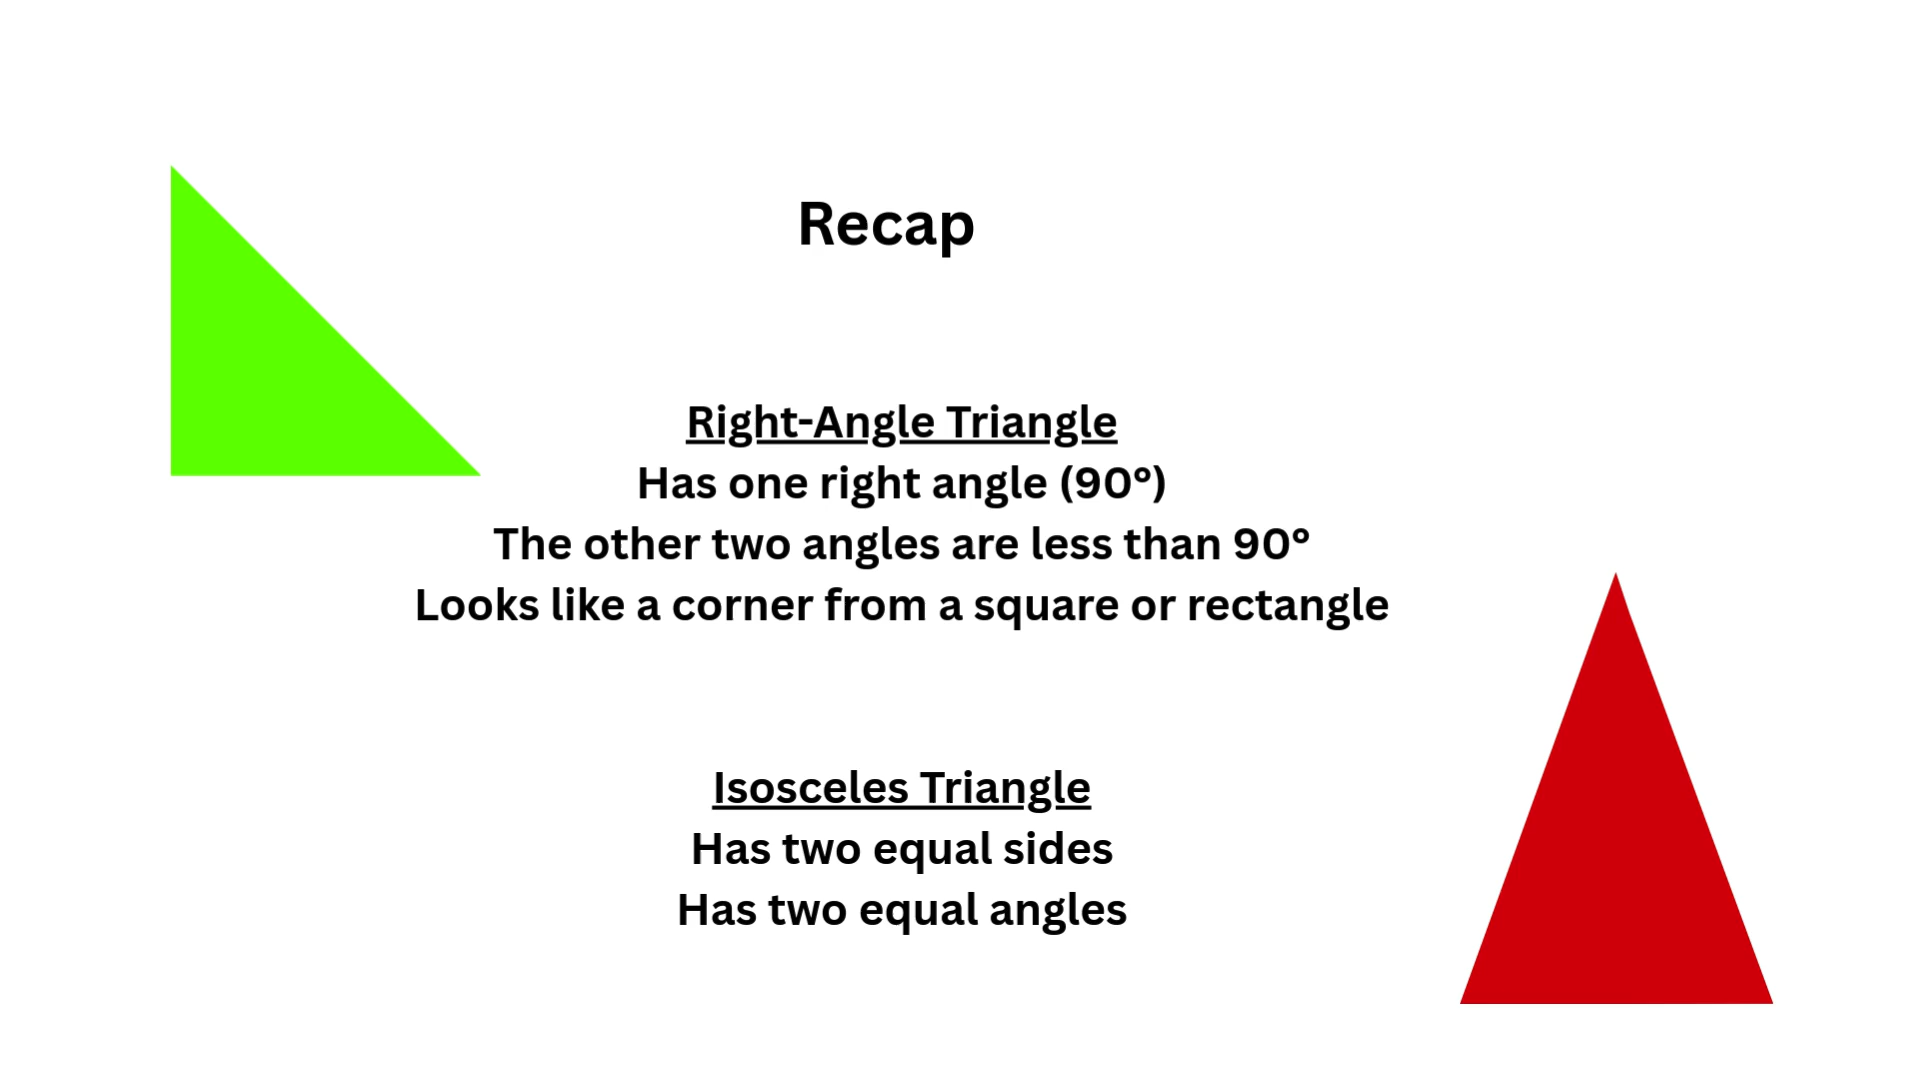 Recap
Right-Angle Triangle
Has one right angle (90°)
The other two angles are less than 90°
Looks like a corner from a square or rectangle
Isosceles Triangle
Has two equal sides
Has two equal angles